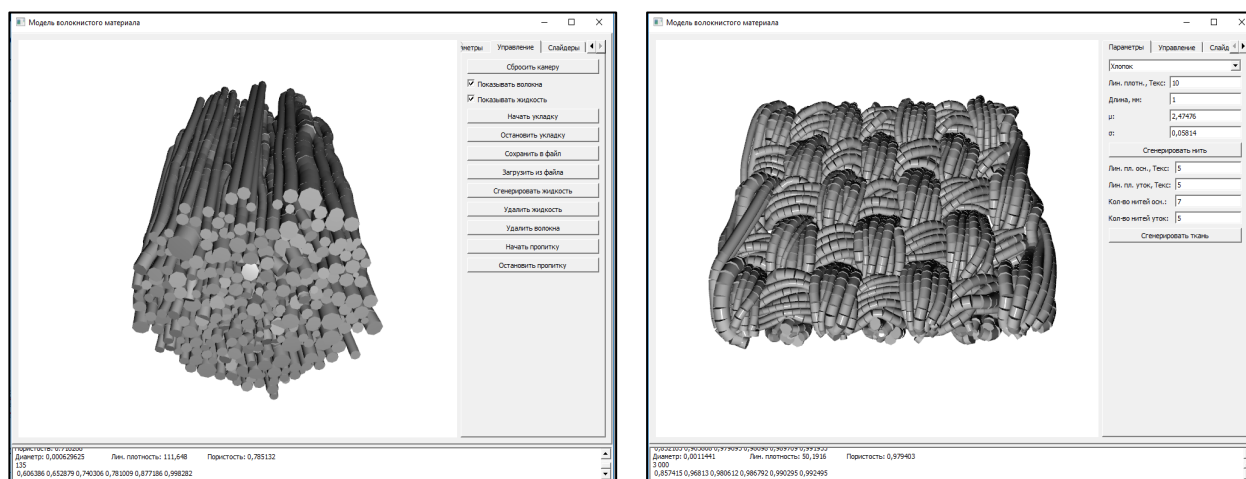 Модель волокнистого материала
иметры Управление Слайдеры
Сбросить камеру
Показывать волокна
Показывать жидкость
Начать укладку
Остановить укладку
Сохранить в файл
Загрузить из файла
Сгенерировать жидкость
Удалить жидкость
Удалить волокна
Начать пропитку
Остановить пропитку
Диаметр: 0,000629625 Лин. плотность: 111,648 Пористость: 0,785132
135
0,606386 0,652879 0,740306 0,781009 0,877186 0,998282
Модель волокнистого материала
Параметры Управление Слайд
Хлопок
Лин. плотн., Текс: 10
Длина, мм: 1
μ: 2,47476
σ: 0,05814
Сгенерировать нить
Лин. пл. осн., Текс: 5
Лин. пл. уток, Текс: 5
Кол-во нитей осн.: 7
Кол-во нитей уток: 5
Сгенерировать ткань
Диаметр: 0,0011441 Лин. плотность: 50,1916 Пористость: 0,979403
3 000
0,857415 0,96813 0,980612 0,986792 0,990295 0,992495